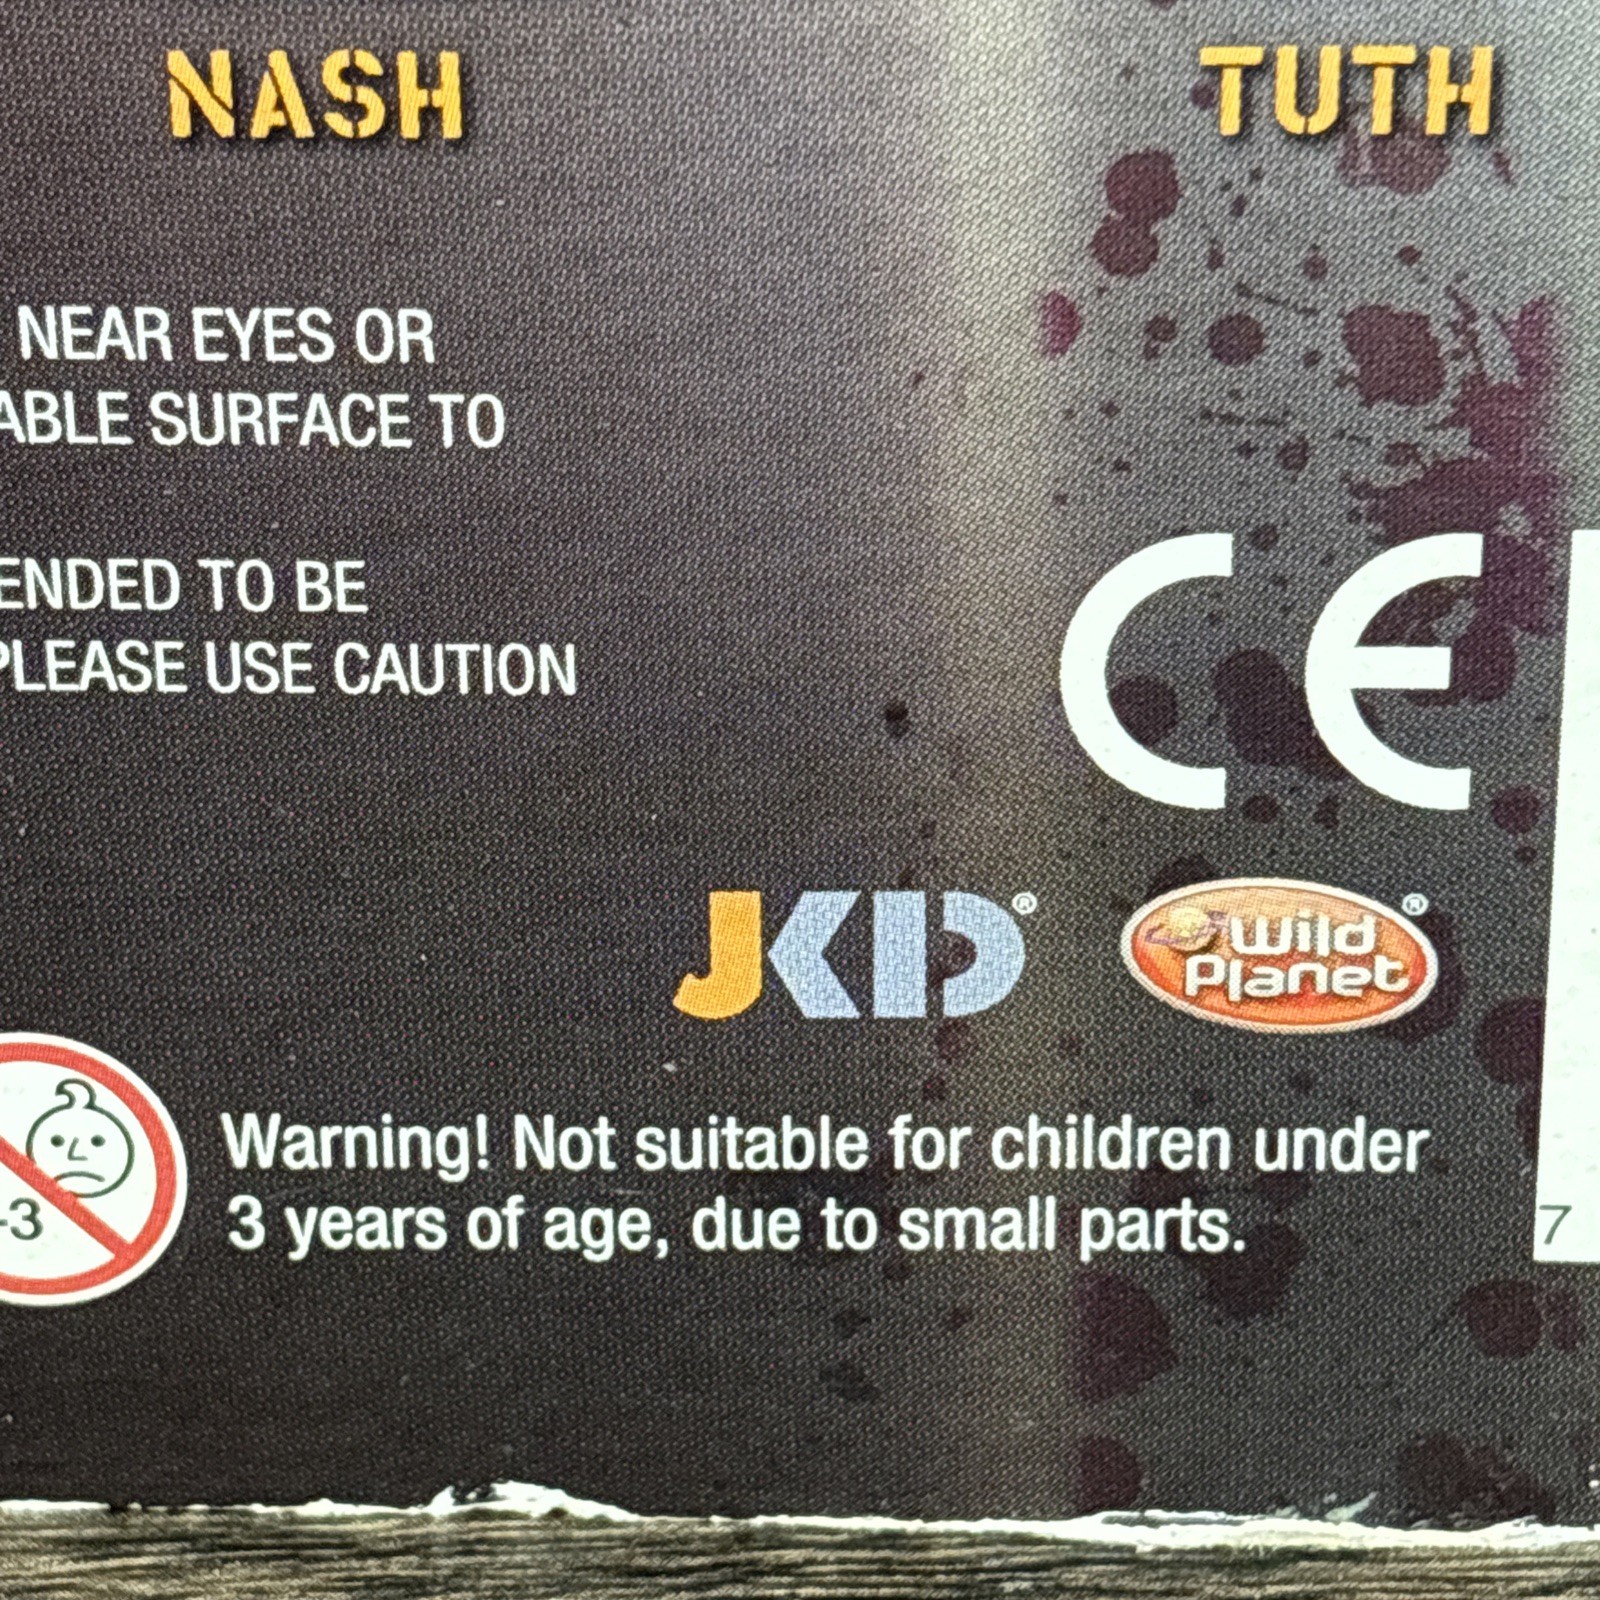 NASH TUTH
NEAR EYES OR
ABLE SURFACE TO
ENDED TO BE
PLEASE USE CAUTION
CE
JKID®
Wild
Planet®
-3
Warning! Not suitable for children under
3 years of age, due to small parts.
7